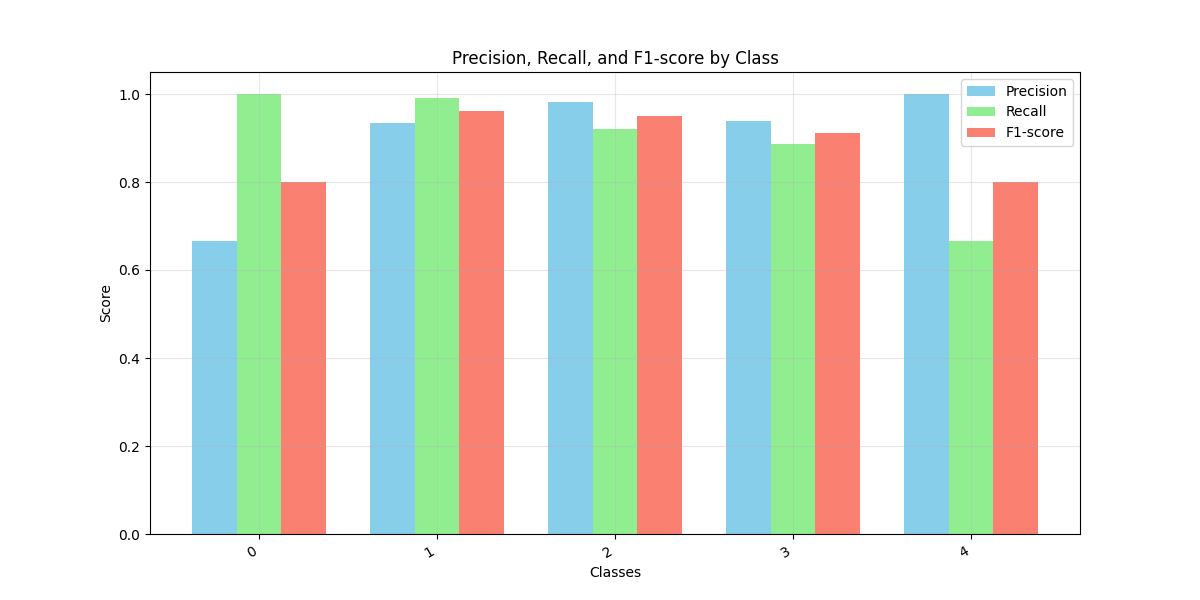 Precision, Recall, and F1-score by Class
Precision
Recall
F1-score
1.0
0.8
0.6
0.4
0.2
0.0
Score
0
1
2
3
4
Classes